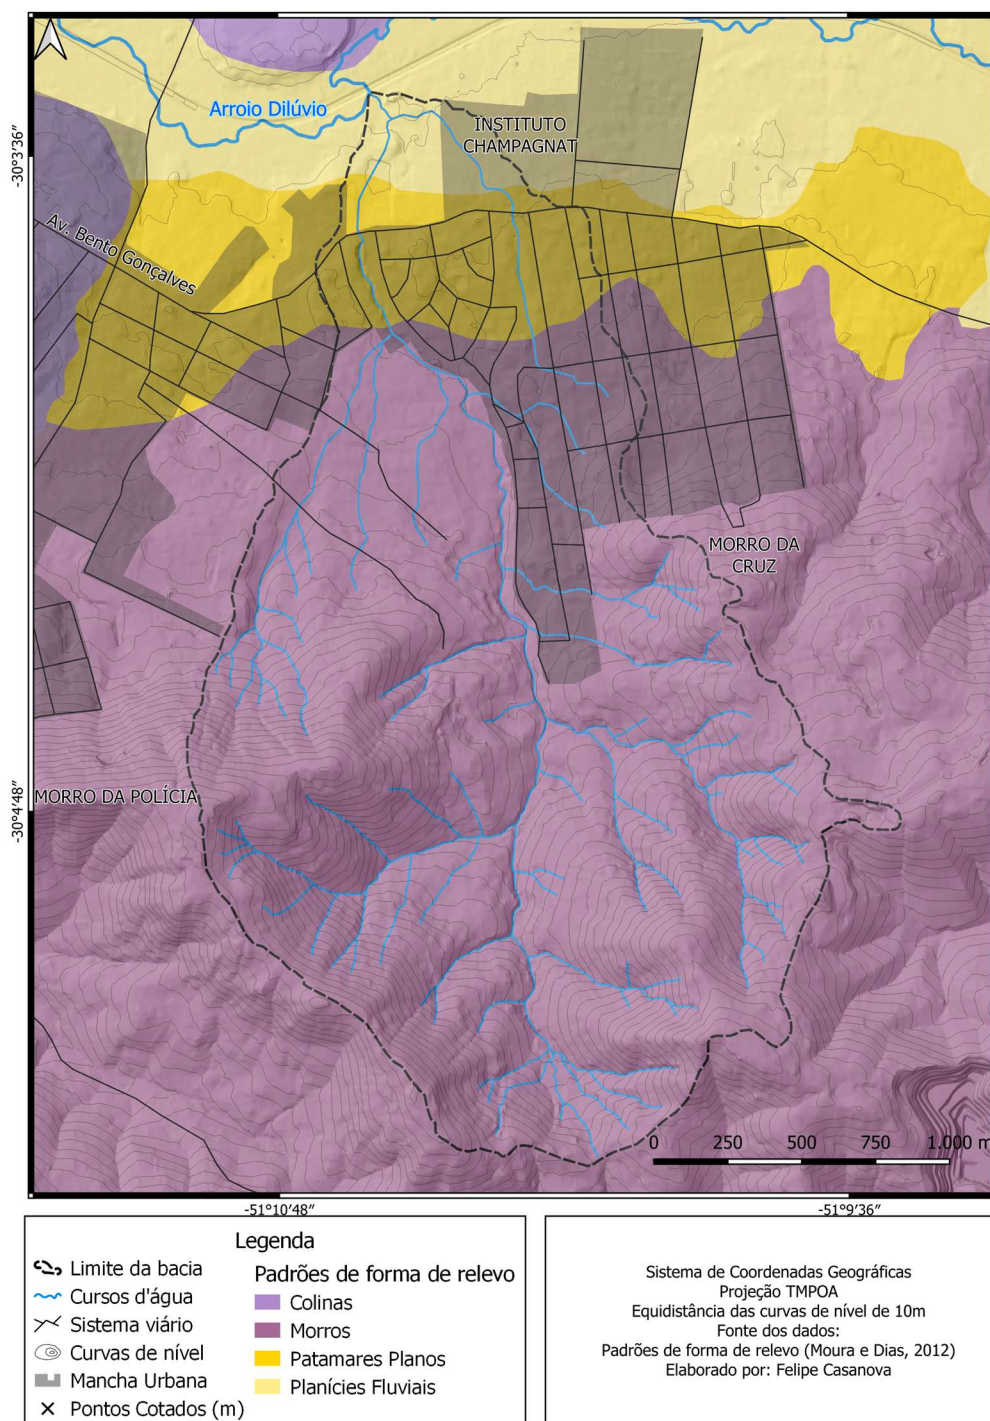 Arroio Dilúvio
INSTITUTO
CHAMPAGNAT
-30°3′36″
Av. Bento Gonçalves
MORRO DA
CRUZ
MORRO DA POLÍCIA
-30°4′48″
0 250 500 750 1.000 m
-51°10′48″ -51°9′36″
Legenda
Limite da bacia
Cursos d'água
Sistema viário
Curvas de nível
Mancha Urbana
Pontos Cotados (m)
Padrões de forma de relevo
Colinas
Morros
Patamares Planos
Planícies Fluviais
Sistema de Coordenadas Geográficas
Projeção TMPOA
Equidistância das curvas de nível de 10m
Fonte dos dados:
Padrões de forma de relevo (Moura e Dias, 2012)
Elaborado por: Felipe Casanova